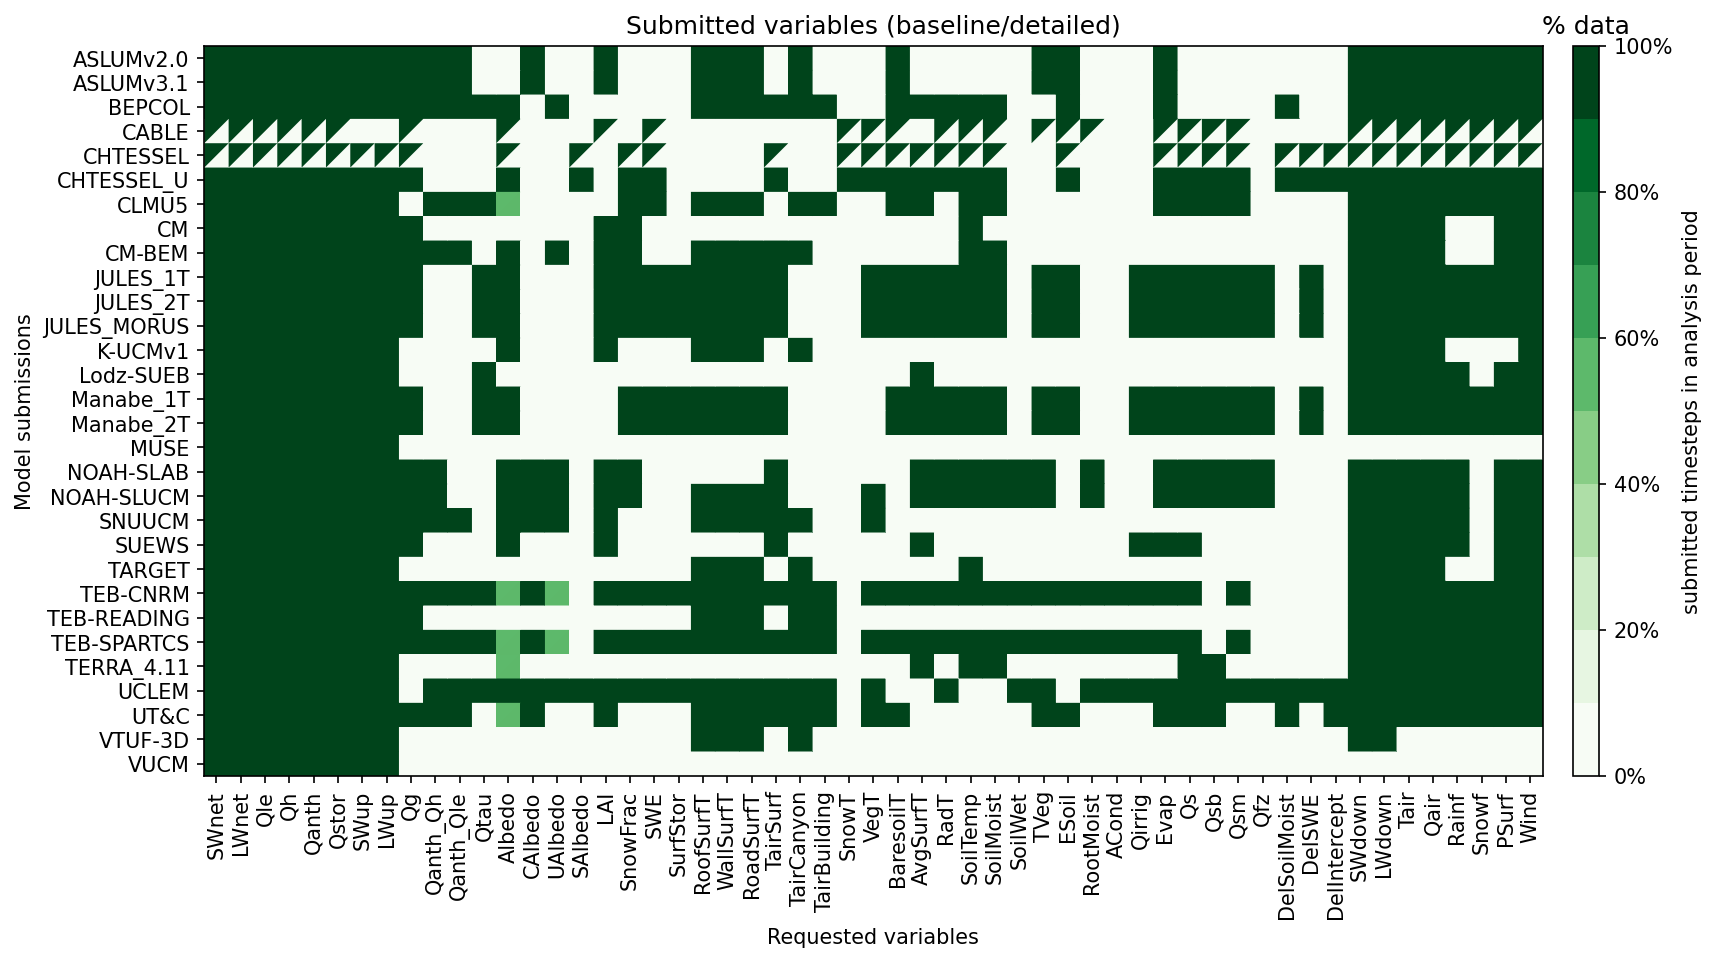 Submitted variables (baseline/detailed)
% data
ASLUMv2.0
ASLUMv3.1
BEPCOL
CABLE
CHTESSEL
CHTESSEL_U
CLMU5
CM
CM-BEM
JULES_1T
JULES_2T
JULES_MORUS
K-UCMv1
Lodz-SUEB
Manabe_1T
Manabe_2T
MUSE
NOAH-SLAB
NOAH-SLUCM
SNUUCM
SUEWS
TARGET
TEB-CNRM
TEB-READING
TEB-SPARTCS
TERRA_4.11
UCLEM
UT&C
VTUF-3D
VUCM
Model submissions
100%
80%
60%
40%
20%
0%
submitted timesteps in analysis period
SWnet
LWnet
Qle
Qh
Qanth
Qstor
SWup
LWup
Qg
Qanth_Qh
Qanth_Qle
Qtau
Albedo
CAlbedo
UAlbedo
SAlbedo
LAI
SnowFrac
SWE
SurfStor
RoofSurfT
WallSurfT
RoadSurfT
TairSurf
TairCanyon
TairBuilding
SnowT
VegT
BaresoilT
AvgSurfT
RadT
SoilTemp
SoilMoist
SoilWet
TVeg
ESoil
RootMoist
ACond
Qirrig
Evap
Qs
Qsb
Qsm
Qfz
DelSoilMoist
DelSWE
DelIntercept
SWdown
LWdown
Tair
Qair
Rainf
Snowf
PSurf
Wind
Requested variables